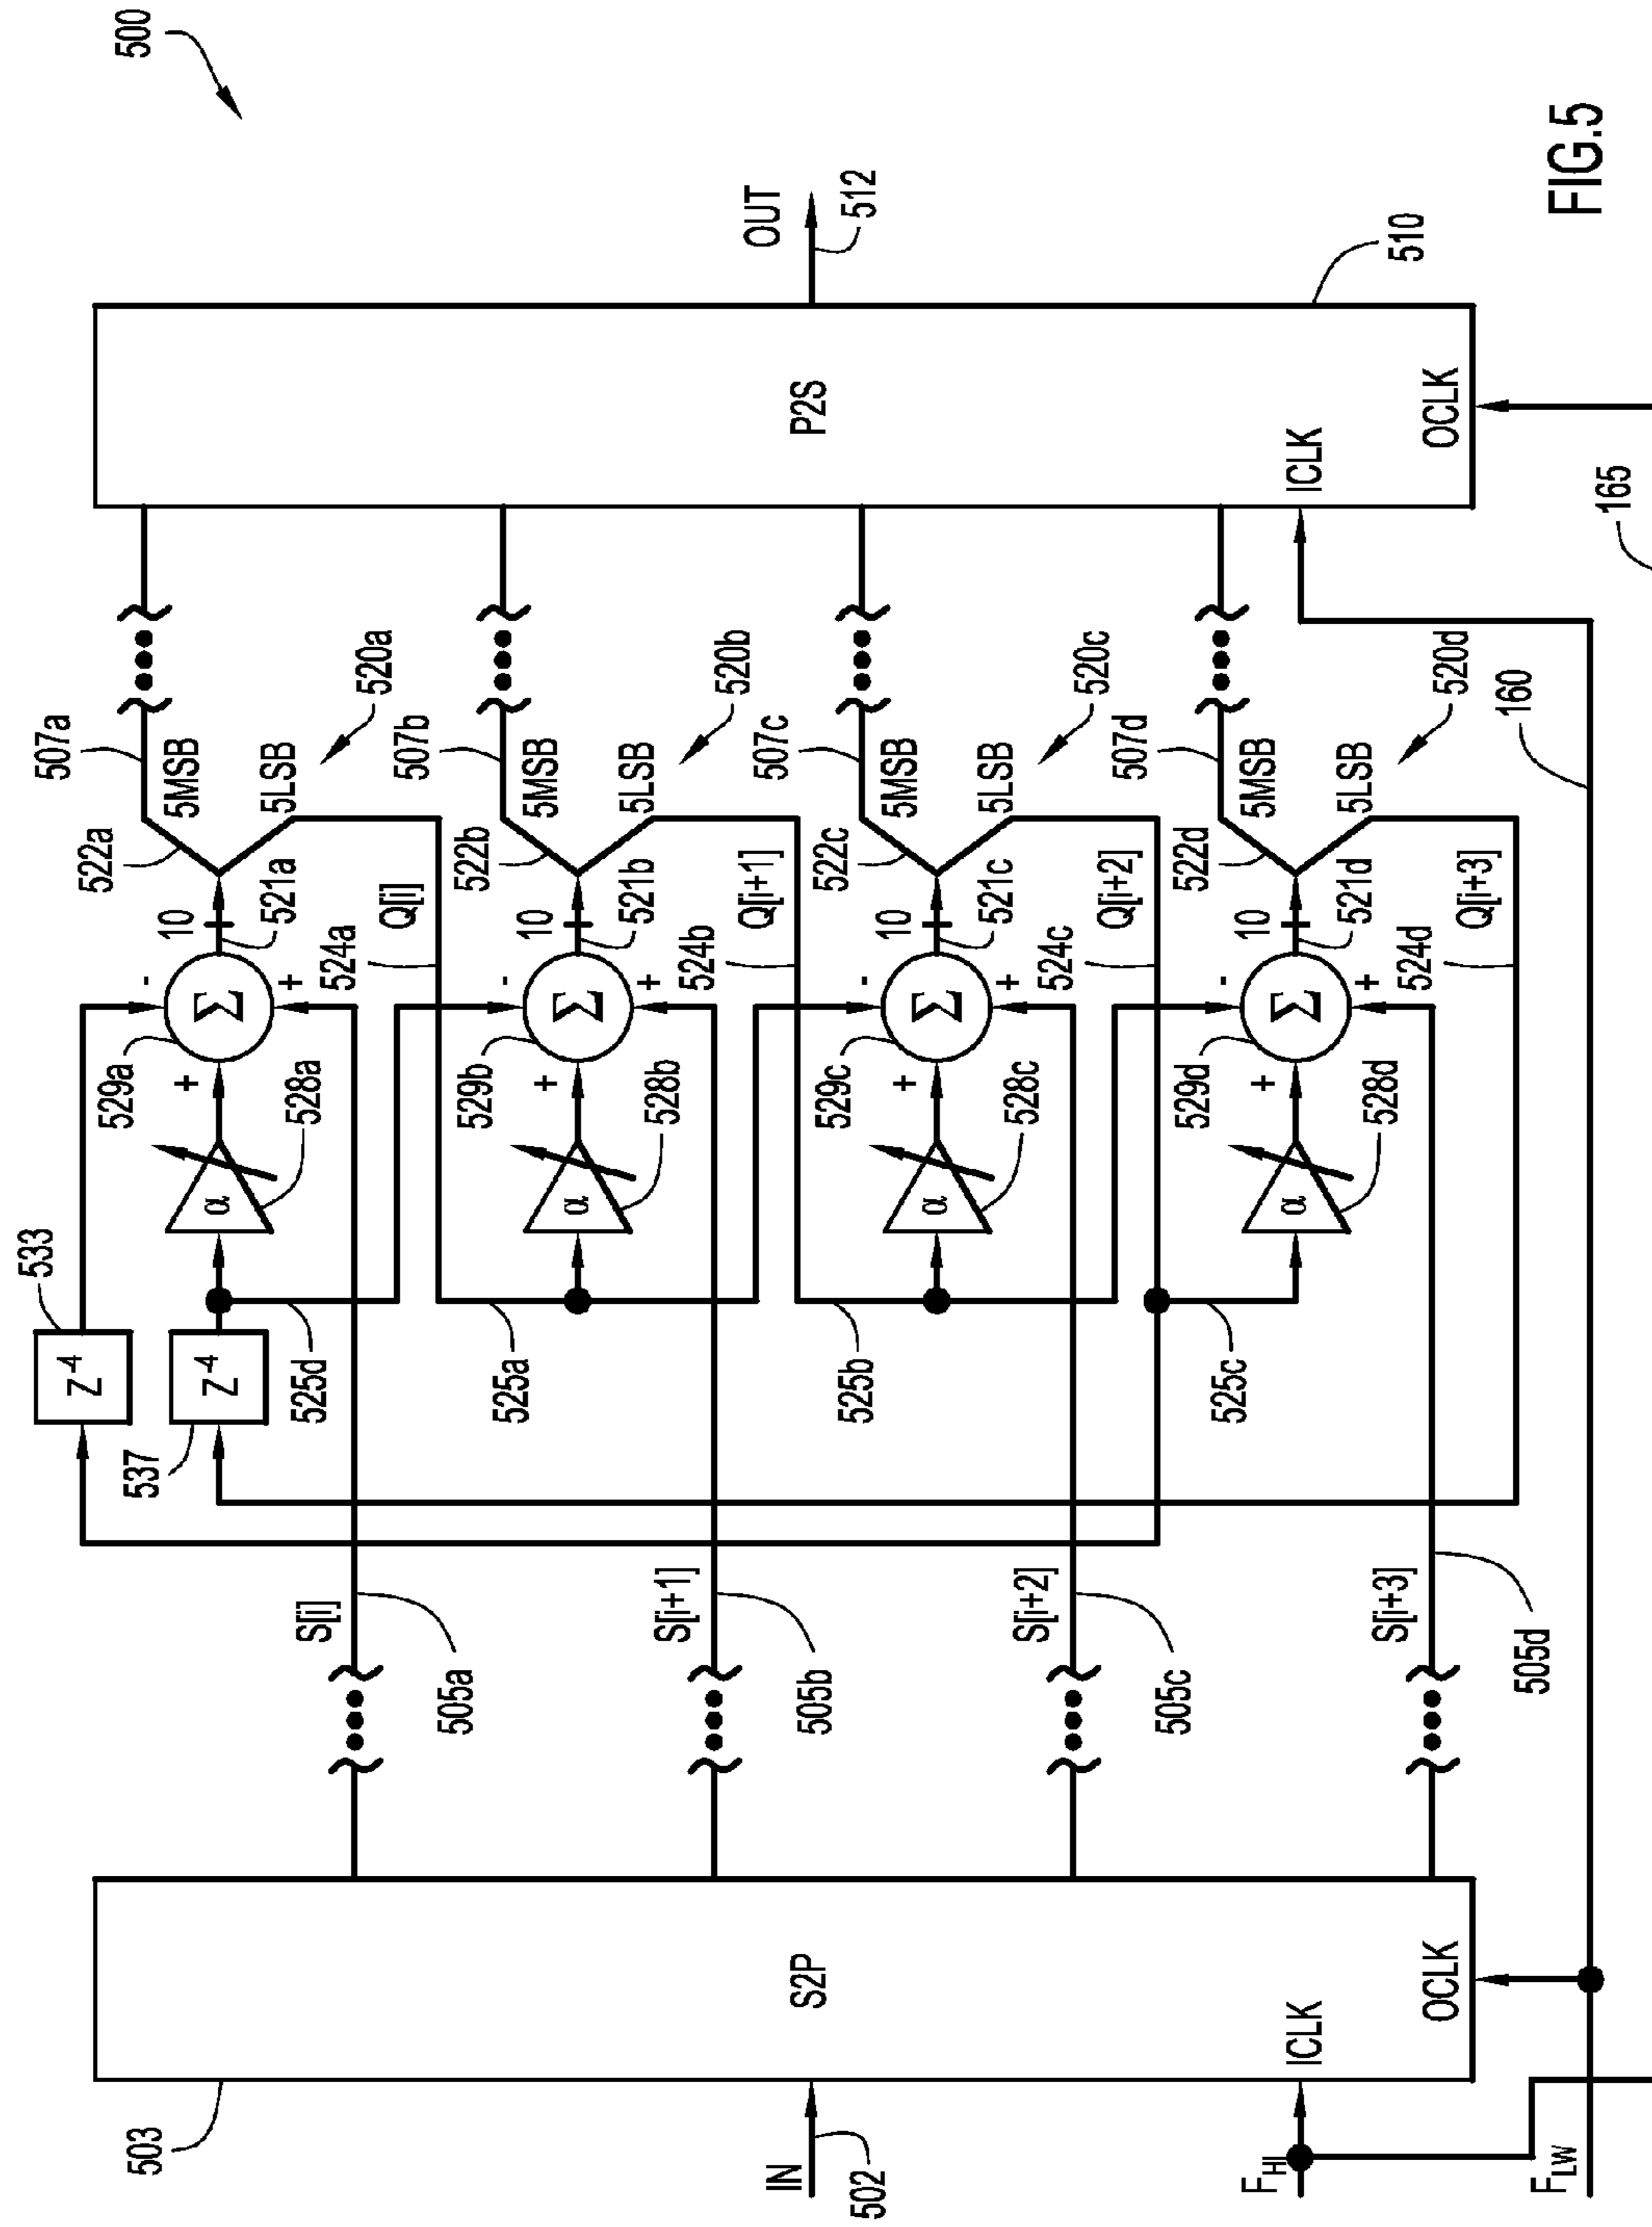 500
503
S2P
IN
502
ICLK
OCLK
F HI
F LW
S[i]
505a
S[i+1]
505b
S[i+2]
505c
S[i+3]
505d
533
Z-4
537
Z-4
525d
525a
525b
525c
α
528a
α
528b
α
528c
α
528d
529a
Σ
-
+
+
529b
Σ
-
+
+
529c
Σ
-
+
+
529d
Σ
-
+
+
10
521a
524a
Q[i]
10
521b
524b
Q[i+1]
10
521c
524c
Q[i+2]
10
521d
524d
Q[i+3]
522a
507a
5MSB
5LSB
520a
522b
507b
5MSB
5LSB
520b
522c
507c
5MSB
5LSB
520c
522d
507d
5MSB
5LSB
520d
160
165
P2S
ICLK
OCLK
510
OUT
512
FIG.5